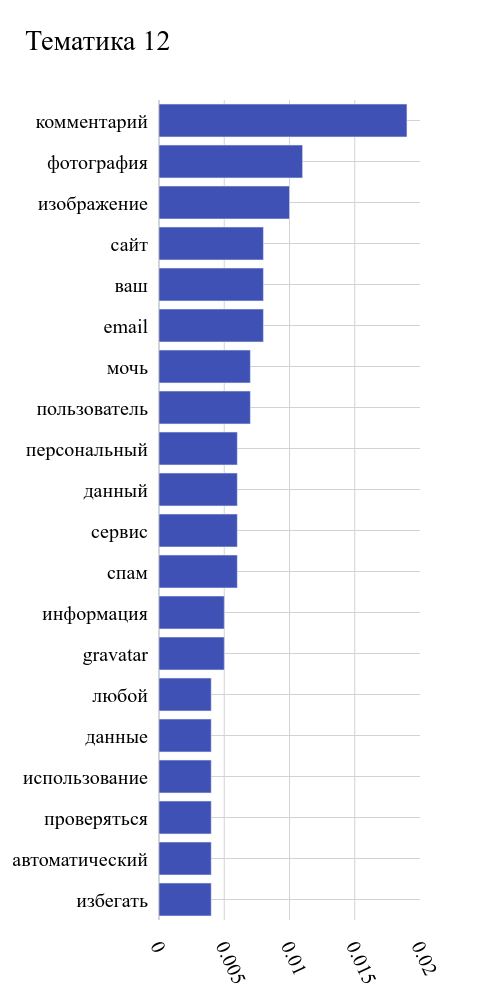 Тематика 12
комментарий
фотография
изображение
сайт
ваш
email
мочь
пользователь
персональный
данный
сервис
спам
информация
gravatar
любой
данные
использование
проверяться
автоматический
избегать
0
0.005
0.01
0.015
0.02